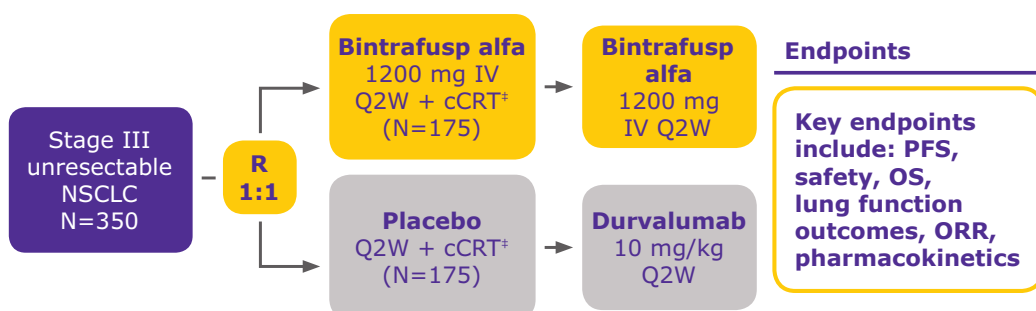 Stage III
unresectable
NSCLC
N=350
R
1:1
Bintrafusp alfa
1200 mg IV
Q2W + cCRT‡
(N=175)
Bintrafusp
alfa
1200 mg
IV Q2W
Placebo
Q2W + cCRT‡
(N=175)
Durvalumab
10 mg/kg
Q2W
Endpoints
Key endpoints
include: PFS,
safety, OS,
lung function
outcomes, ORR,
pharmacokinetics